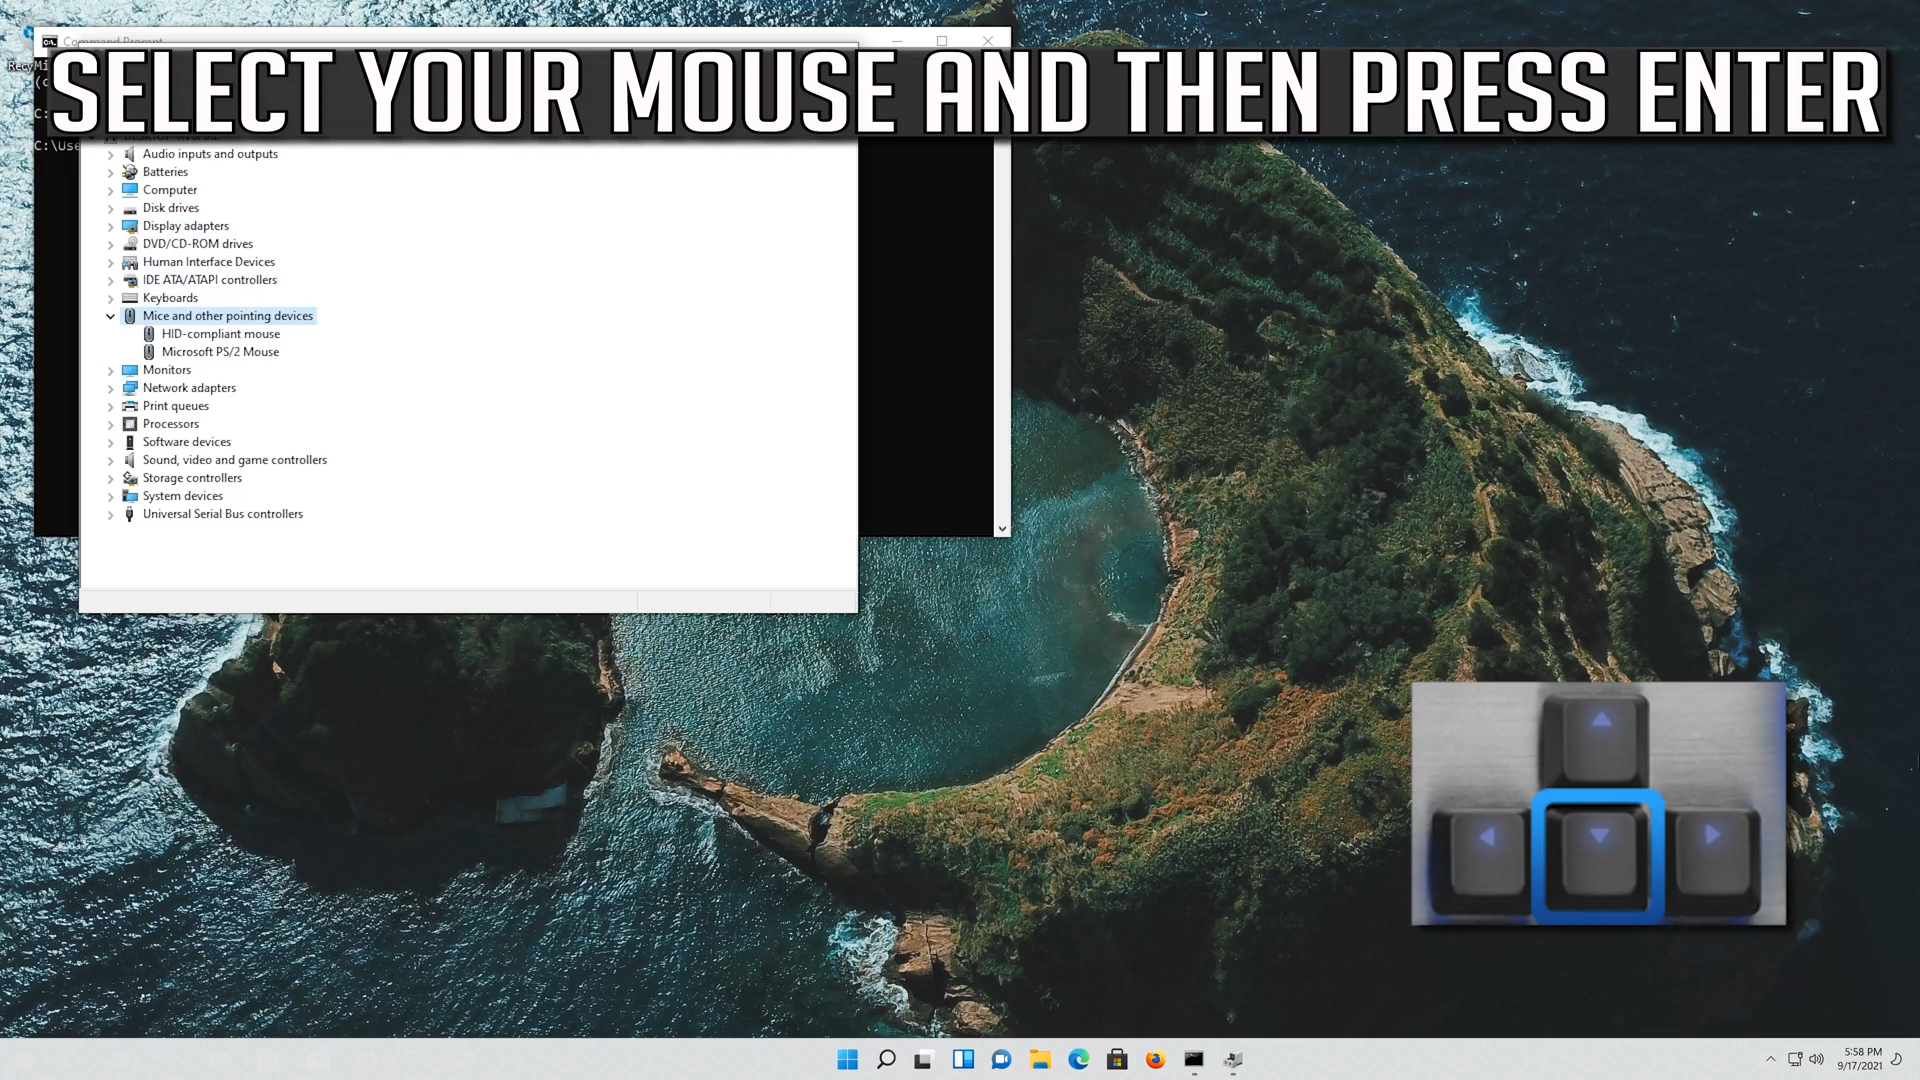 Command Prompt
SELECT YOUR MOUSE AND THEN PRESS ENTER
C:\Use
Audio inputs and outputs
Batteries
Computer
Disk drives
Display adapters
DVD/CD-ROM drives
Human Interface Devices
IDE ATA/ATAPI controllers
Keyboards
Mice and other pointing devices
HID-compliant mouse
Microsoft PS/2 Mouse
Monitors
Network adapters
Print queues
Processors
Software devices
Sound, video and game controllers
Storage controllers
System devices
Universal Serial Bus controllers
5:58 PM
9/17/2021